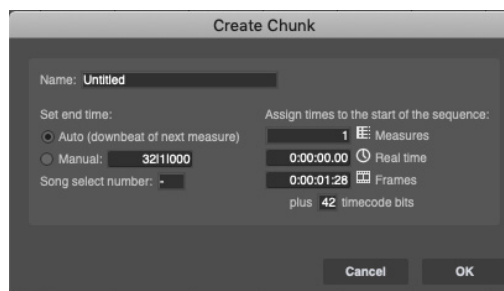 Create Chunk
Name: Untitled
Set end time:
Auto (downbeat of next measure)
Manual: 32|1|000
Song select number: -
Assign times to the start of the sequence:
1 Measures
0:00:00.00 Real time
0:00:01:28 Frames
plus 42 timecode bits
Cancel OK